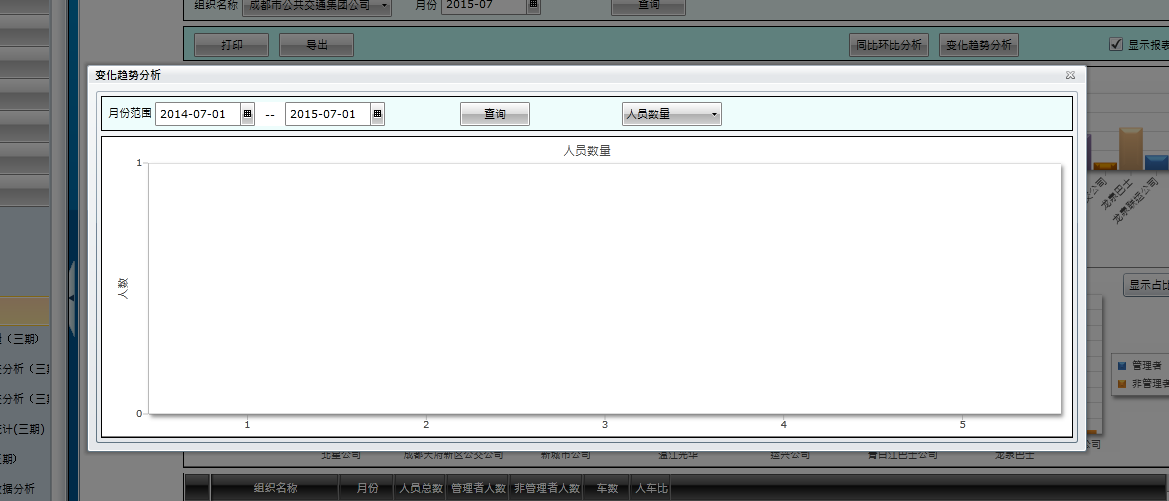 组织名称 成都市公共交通集团公司 月份 2015-07 查询
打印 导出 同比环比分析 变化趋势分析 显示报表
变化趋势分析
月份范围 2014-07-01 -- 2015-07-01 查询 人员数量
人员数量
1
人数
0
1 2 3 4 5
交公司 龙泉巴士 龙泉联运公司
显示占比
管理者
非管理者
(三期)
分析(三期
分析(三期
计(三期)
期)
据分析
北星公司 成都天府新区公交公司 新城市公司 温江光华 运兴公司 青白江巴士公司 龙泉巴士 公司
组织名称 月份 人员总数 管理者人数 非管理者人数 车数 人车比